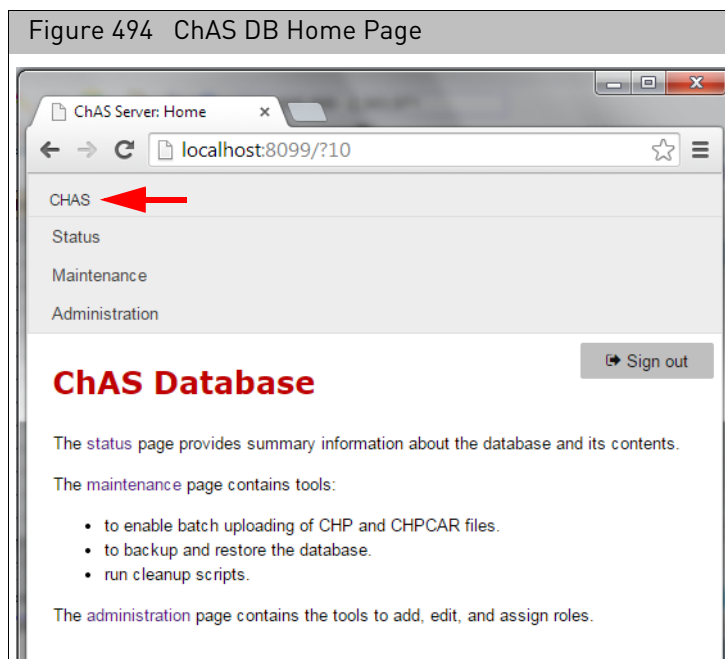 Figure 494 ChAS DB Home Page
ChAS Server: Home
localhost:8099/?10
CHAS
Status
Maintenance
Administration
Sign out
ChAS Database
The status page provides summary information about the database and its contents.
The maintenance page contains tools:
• to enable batch uploading of CHP and CHPCAR files.
• to backup and restore the database.
• run cleanup scripts.
The administration page contains the tools to add, edit, and assign roles.